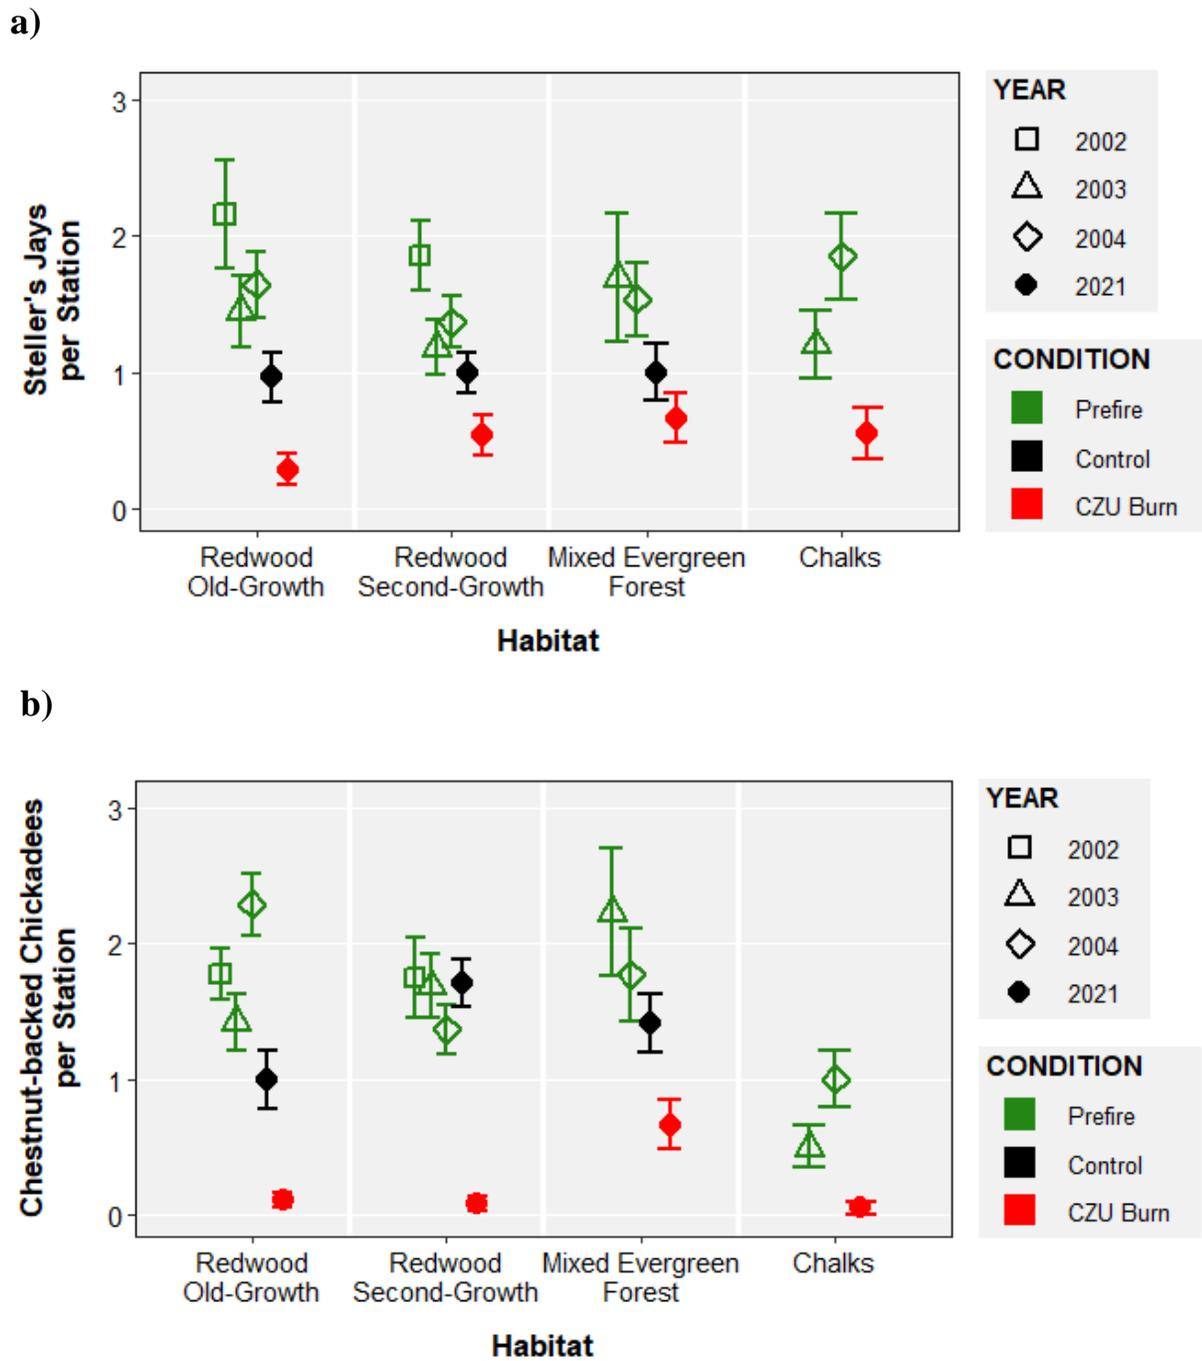 a)
Steller's Jays
per Station
3
2
1
0
Redwood
Old-Growth
Redwood
Second-Growth
Mixed Evergreen
Forest
Chalks
Habitat
YEAR
2002
2003
2004
2021
CONDITION
Prefire
Control
CZU Burn
b)
Chestnut-backed Chickadees
per Station
3
2
1
0
Redwood
Old-Growth
Redwood
Second-Growth
Mixed Evergreen
Forest
Chalks
Habitat
YEAR
2002
2003
2004
2021
CONDITION
Prefire
Control
CZU Burn